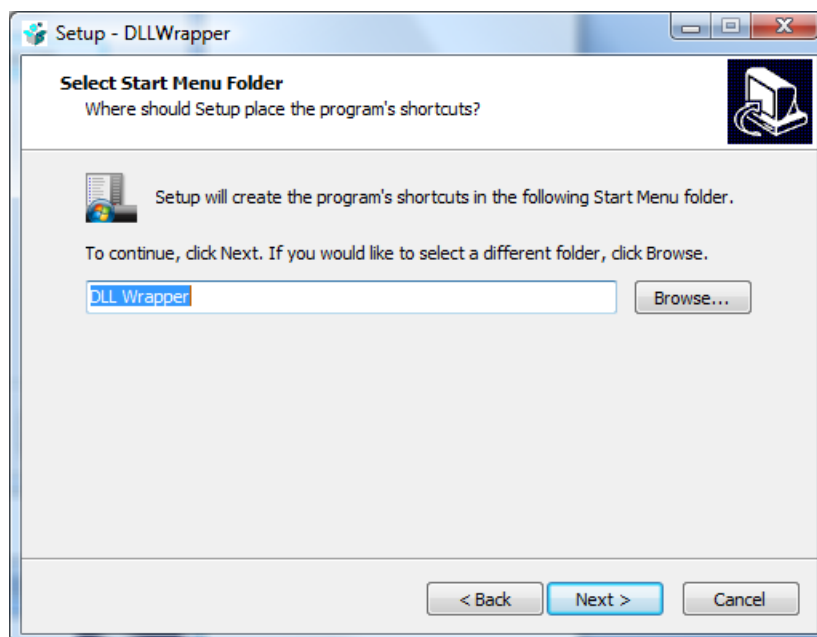 Setup - DLLWrapper
Select Start Menu Folder
Where should Setup place the program's shortcuts?
Setup will create the program's shortcuts in the following Start Menu folder.
To continue, click Next. If you would like to select a different folder, click Browse.
DLL Wrapper
Browse...
< Back
Next >
Cancel